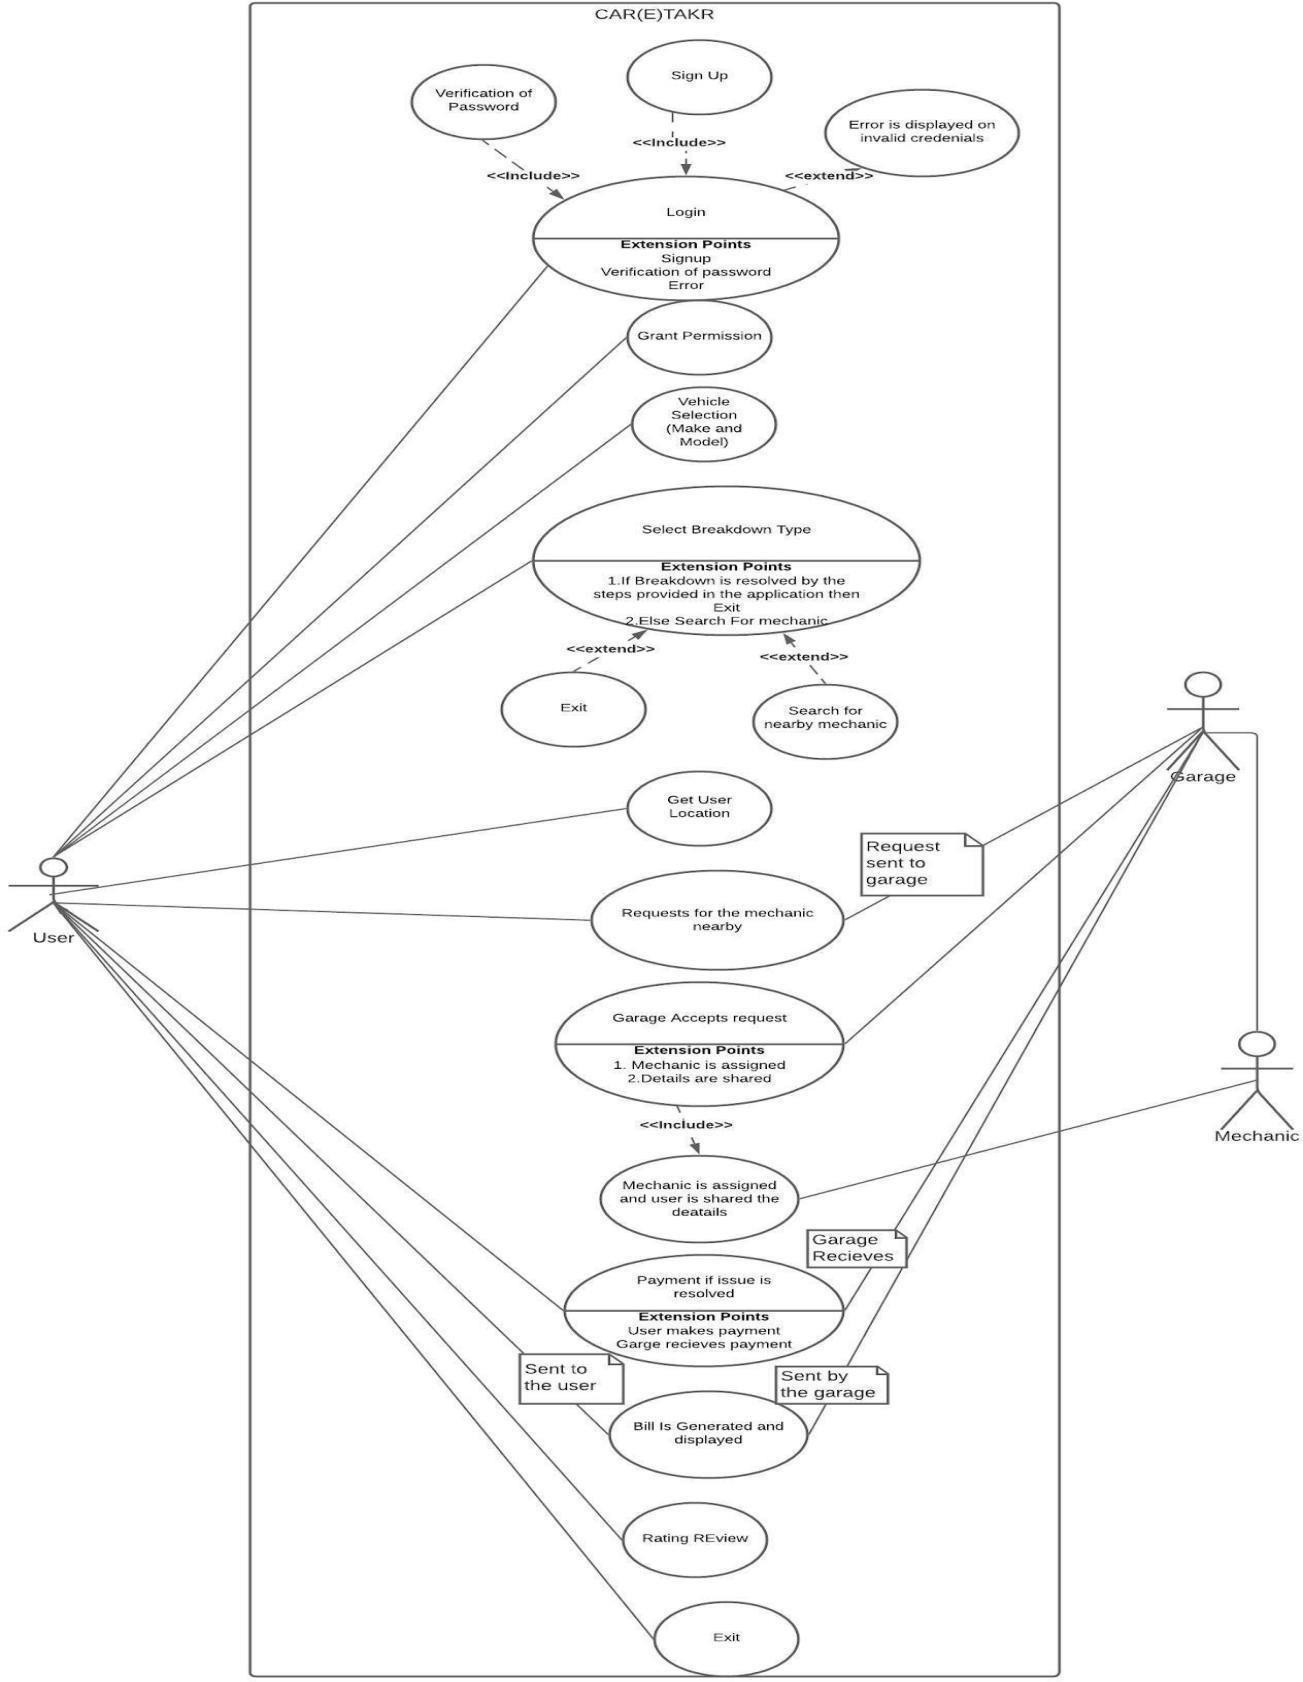 CAR(E)TAKR
Sign Up
Verification of
Password
Error is displayed on
invalid credenials
<<Include>>
<<Include>>
<<extend>>
Login
Extension Points
Signup
Verification of password
Error
Grant Permission
Vehicle
Selection
(Make and
Model)
Select Breakdown Type
Extension Points
1.If Breakdown is resolved by the
steps provided in the application then
Exit
2.Else Search For mechanic
<<extend>>
<<extend>>
Exit
Search for
nearby mechanic
Garage
Get User
Location
Request
sent to
garage
Requests for the mechanic
nearby
User
Garage Accepts request
Extension Points
1. Mechanic is assigned
2.Details are shared
<<Include>>
Mechanic
Mechanic is assigned
and user is shared the
deatails
Garage
Recieves
Payment if issue is
resolved
Extension Points
User makes payment
Garge recieves payment
Sent to
the user
Sent by
the garage
Bill Is Generated and
displayed
Rating REview
Exit